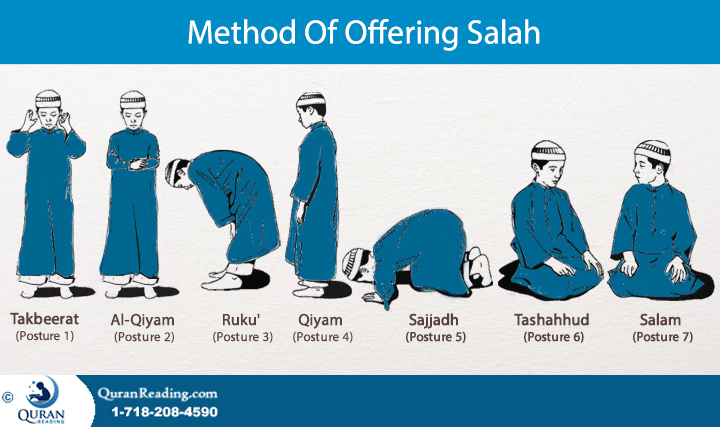 Method Of Offering Salah
Takbeerat
(Posture 1)
Al-Qiyam
(Posture 2)
Ruku'
(Posture 3)
Qiyam
(Posture 4)
Sajjadh
(Posture 5)
Tashahhud
(Posture 6)
Salam
(Posture 7)
©
QURAN
READING
QuranReading.com
1-718-208-4590